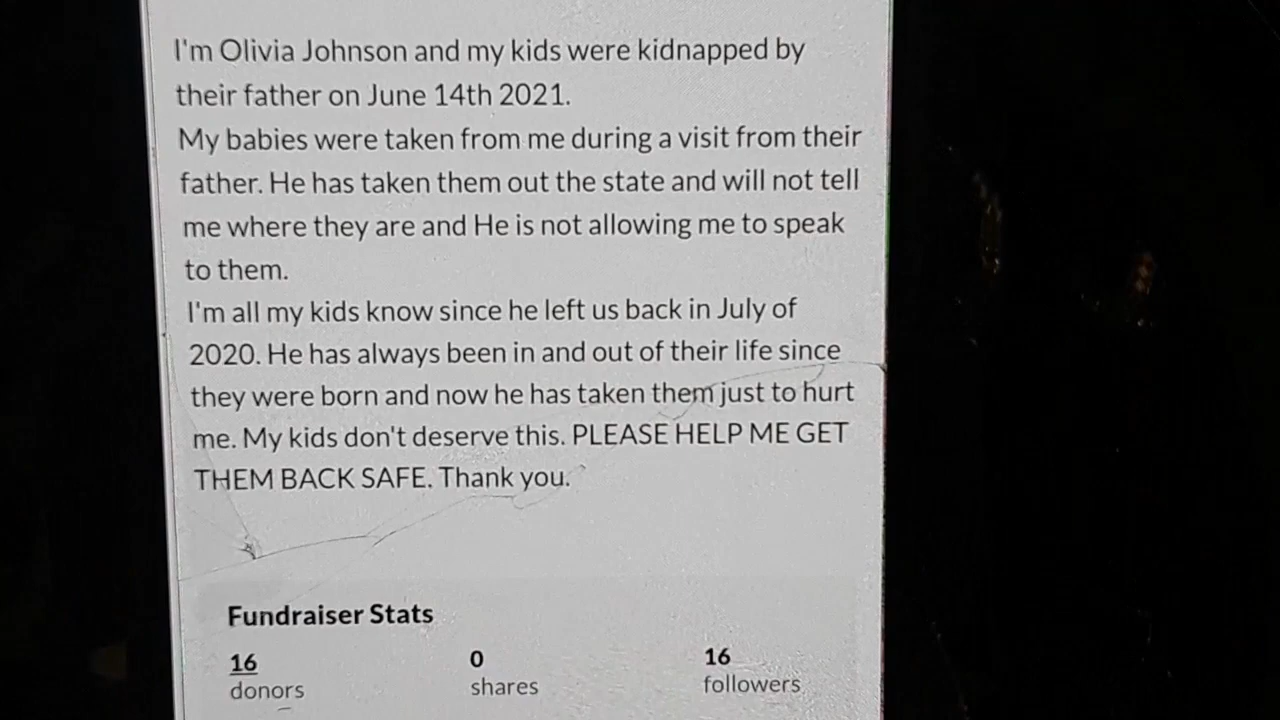 I'm Olivia Johnson and my kids were kidnapped by
their father on June 14th 2021.
My babies were taken from me during a visit from their
father. He has taken them out the state and will not tell
me where they are and He is not allowing me to speak
to them.
I'm all my kids know since he left us back in July of
2020. He has always been in and out of their life since
they were born and now he has taken them just to hurt
me. My kids don't deserve this. PLEASE HELP ME GET
THEM BACK SAFE. Thank you.
Fundraiser Stats
16 0 16
donors shares followers